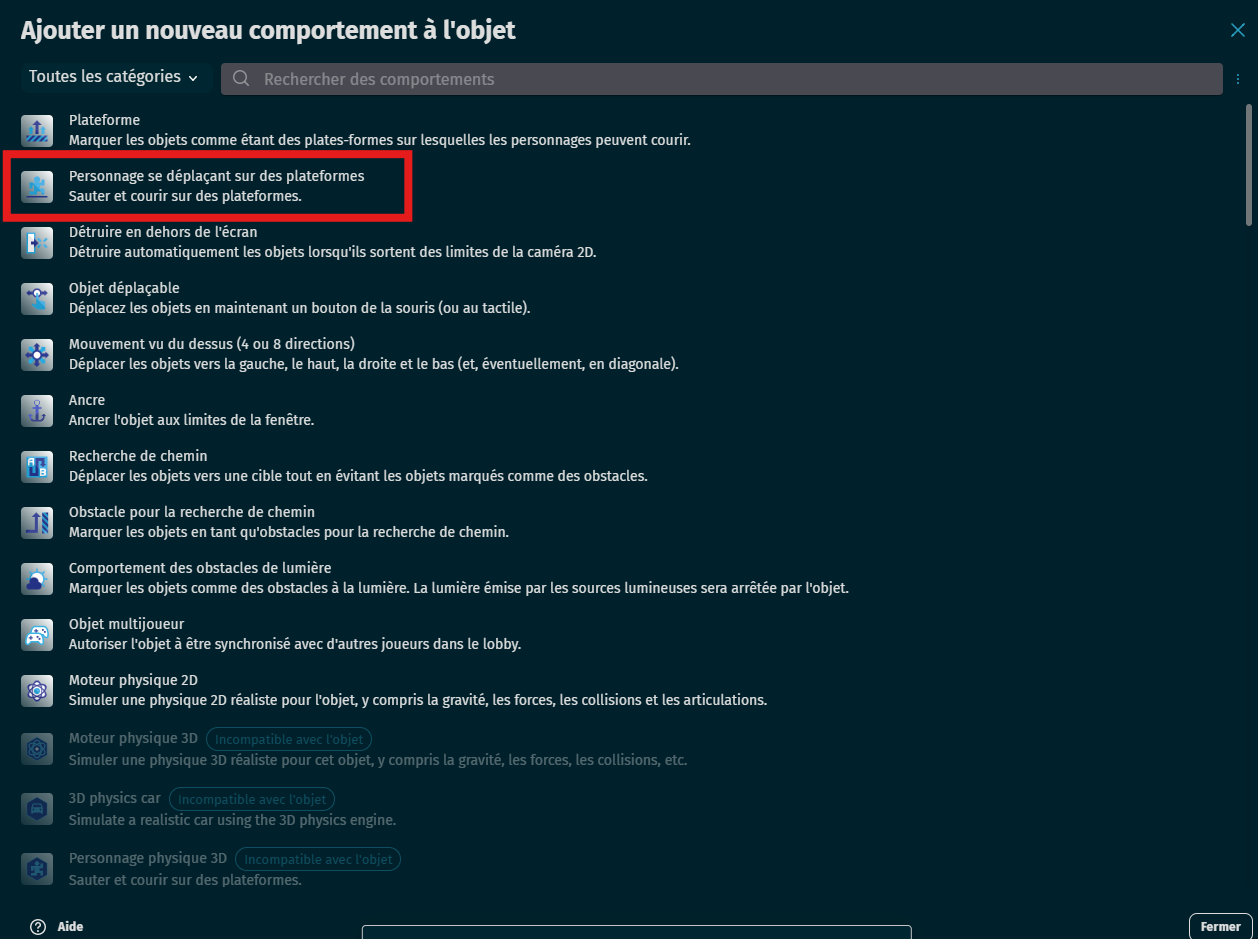 Ajouter un nouveau comportement à l'objet
Toutes les catégories
Rechercher des comportements
Plateforme
Marquer les objets comme étant des plates-formes sur lesquelles les personnages peuvent courir.
Personnage se déplaçant sur des plateformes
Sauter et courir sur des plateformes.
Détruire en dehors de l'écran
Détruire automatiquement les objets lorsqu'ils sortent des limites de la caméra 2D.
Objet déplaçable
Déplacez les objets en maintenant un bouton de la souris (ou au tactile).
Mouvement vu du dessus (4 ou 8 directions)
Déplacer les objets vers la gauche, le haut, la droite et le bas (et, éventuellement, en diagonale).
Ancre
Ancrer l'objet aux limites de la fenêtre.
Recherche de chemin
Déplacer les objets vers une cible tout en évitant les objets marqués comme des obstacles.
Obstacle pour la recherche de chemin
Marquer les objets en tant qu'obstacles pour la recherche de chemin.
Comportement des obstacles de lumière
Marquer les objets comme des obstacles à la lumière. La lumière émise par les sources lumineuses sera arrêtée par l'objet.
Objet multijoueur
Autoriser l'objet à être synchronisé avec d'autres joueurs dans le lobby.
Moteur physique 2D
Simuler une physique 2D réaliste pour l'objet, y compris la gravité, les forces, les collisions et les articulations.
Moteur physique 3D Incompatible avec l'objet
Simuler une physique 3D réaliste pour cet objet, y compris la gravité, les forces, les collisions, etc.
3D physics car Incompatible avec l'objet
Simulate a realistic car using the 3D physics engine.
Personnage physique 3D Incompatible avec l'objet
Sauter et courir sur des plateformes.
Aide
Fermer